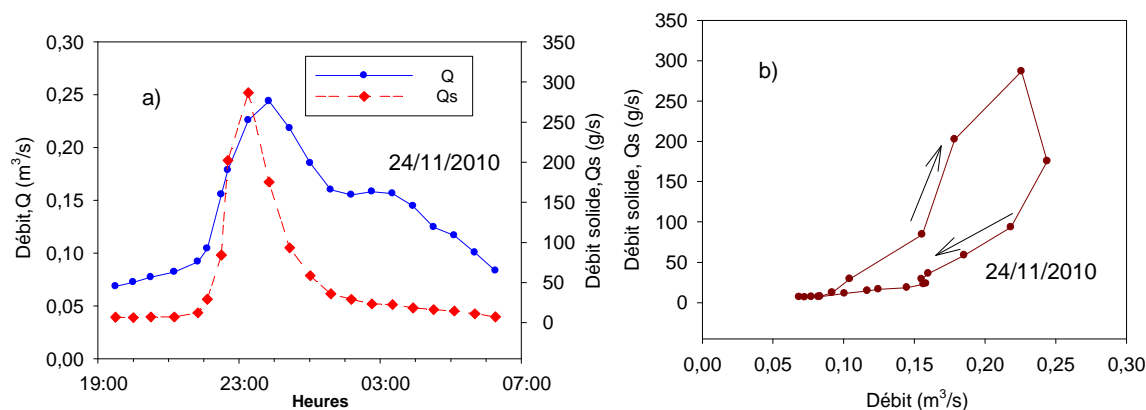 a)
Q
Qs
24/11/2010
Débit,Q (m³/s)
0,30
0,25
0,20
0,15
0,10
0,05
0,00
Débit solide,Qs (g/s)
350
300
250
200
150
100
50
0
19:00 23:00 03:00 07:00
Heures
b)
24/11/2010
Débit solide, Qs (g/s)
350
300
250
200
150
100
50
0
0,00 0,05 0,10 0,15 0,20 0,25 0,30
Débit (m³/s)